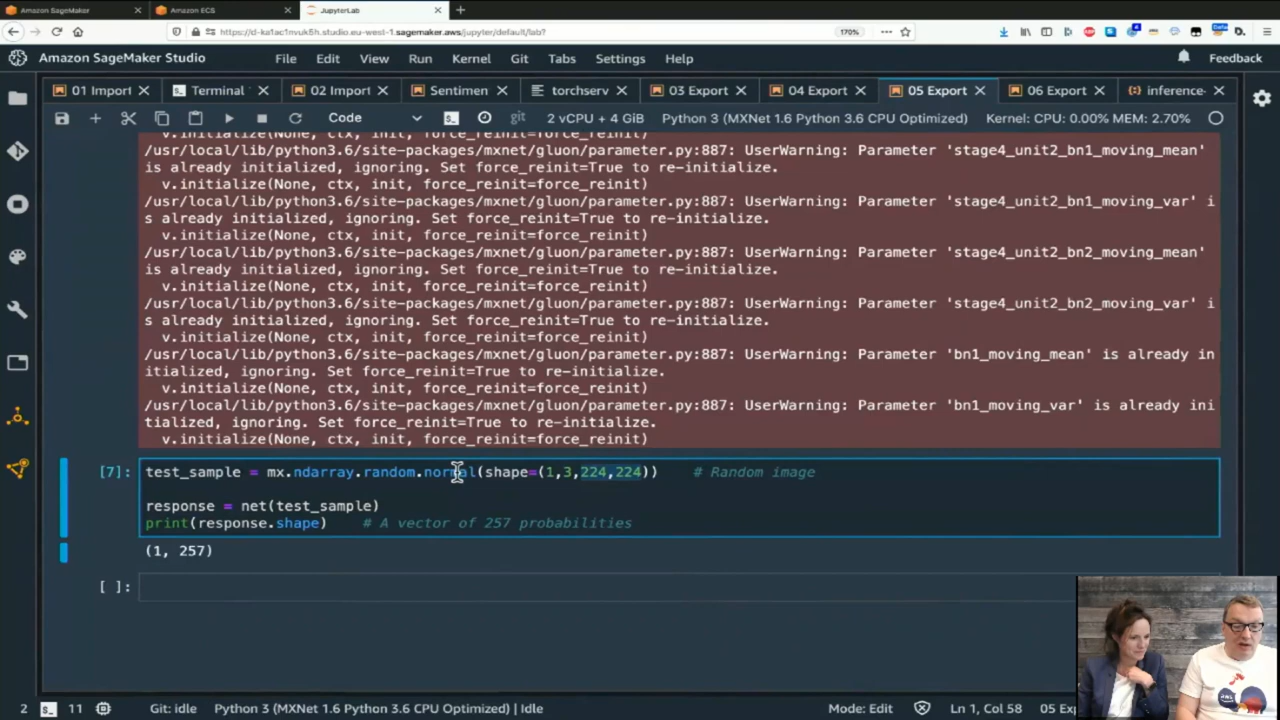 Amazon SageMaker
Amazon ECS
JupyterLab
https://d-ka1ac1nvuk5h.studio.eu-west-1.sagemaker.aws/jupyter/default/lab?
170%
Amazon SageMaker Studio
File Edit View Run Kernel Git Tabs Settings Help
Feedback
01 Import
Terminal
02 Import
Sentimen
torchserv
03 Export
04 Export
05 Export
06 Export
inference-
Code
git
2 vCPU + 4 GiB
Python 3 (MXNet 1.6 Python 3.6 CPU Optimized)
Kernel: CPU: 0.00% MEM: 2.70%
v.initialize(None, ctx, init, force_reinit=force_reinit)
/usr/local/lib/python3.6/site-packages/mxnet/gluon/parameter.py:887: UserWarning: Parameter 'stage4_unit2_bn1_moving_mean'
is already initialized, ignoring. Set force_reinit=True to re-initialize.
v.initialize(None, ctx, init, force_reinit=force_reinit)
/usr/local/lib/python3.6/site-packages/mxnet/gluon/parameter.py:887: UserWarning: Parameter 'stage4_unit2_bn1_moving_var' i
s already initialized, ignoring. Set force_reinit=True to re-initialize.
v.initialize(None, ctx, init, force_reinit=force_reinit)
/usr/local/lib/python3.6/site-packages/mxnet/gluon/parameter.py:887: UserWarning: Parameter 'stage4_unit2_bn2_moving_mean'
is already initialized, ignoring. Set force_reinit=True to re-initialize.
v.initialize(None, ctx, init, force_reinit=force_reinit)
/usr/local/lib/python3.6/site-packages/mxnet/gluon/parameter.py:887: UserWarning: Parameter 'stage4_unit2_bn2_moving_var' i
s already initialized, ignoring. Set force_reinit=True to re-initialize.
v.initialize(None, ctx, init, force_reinit=force_reinit)
/usr/local/lib/python3.6/site-packages/mxnet/gluon/parameter.py:887: UserWarning: Parameter 'bn1_moving_mean' is already in
itialized, ignoring. Set force_reinit=True to re-initialize.
v.initialize(None, ctx, init, force_reinit=force_reinit)
/usr/local/lib/python3.6/site-packages/mxnet/gluon/parameter.py:887: UserWarning: Parameter 'bn1_moving_var' is already ini
tialized, ignoring. Set force_reinit=True to re-initialize.
v.initialize(None, ctx, init, force_reinit=force_reinit)
[7]: test_sample = mx.ndarray.random.normal(shape=(1,3,224,224)) # Random image
response = net(test_sample)
print(response.shape) # A vector of 257 probabilities
(1, 257)
[ ]:
2 11 Git: idle Python 3 (MXNet 1.6 Python 3.6 CPU Optimized) | Idle Mode: Edit Ln 1, Col 58 05 Exp